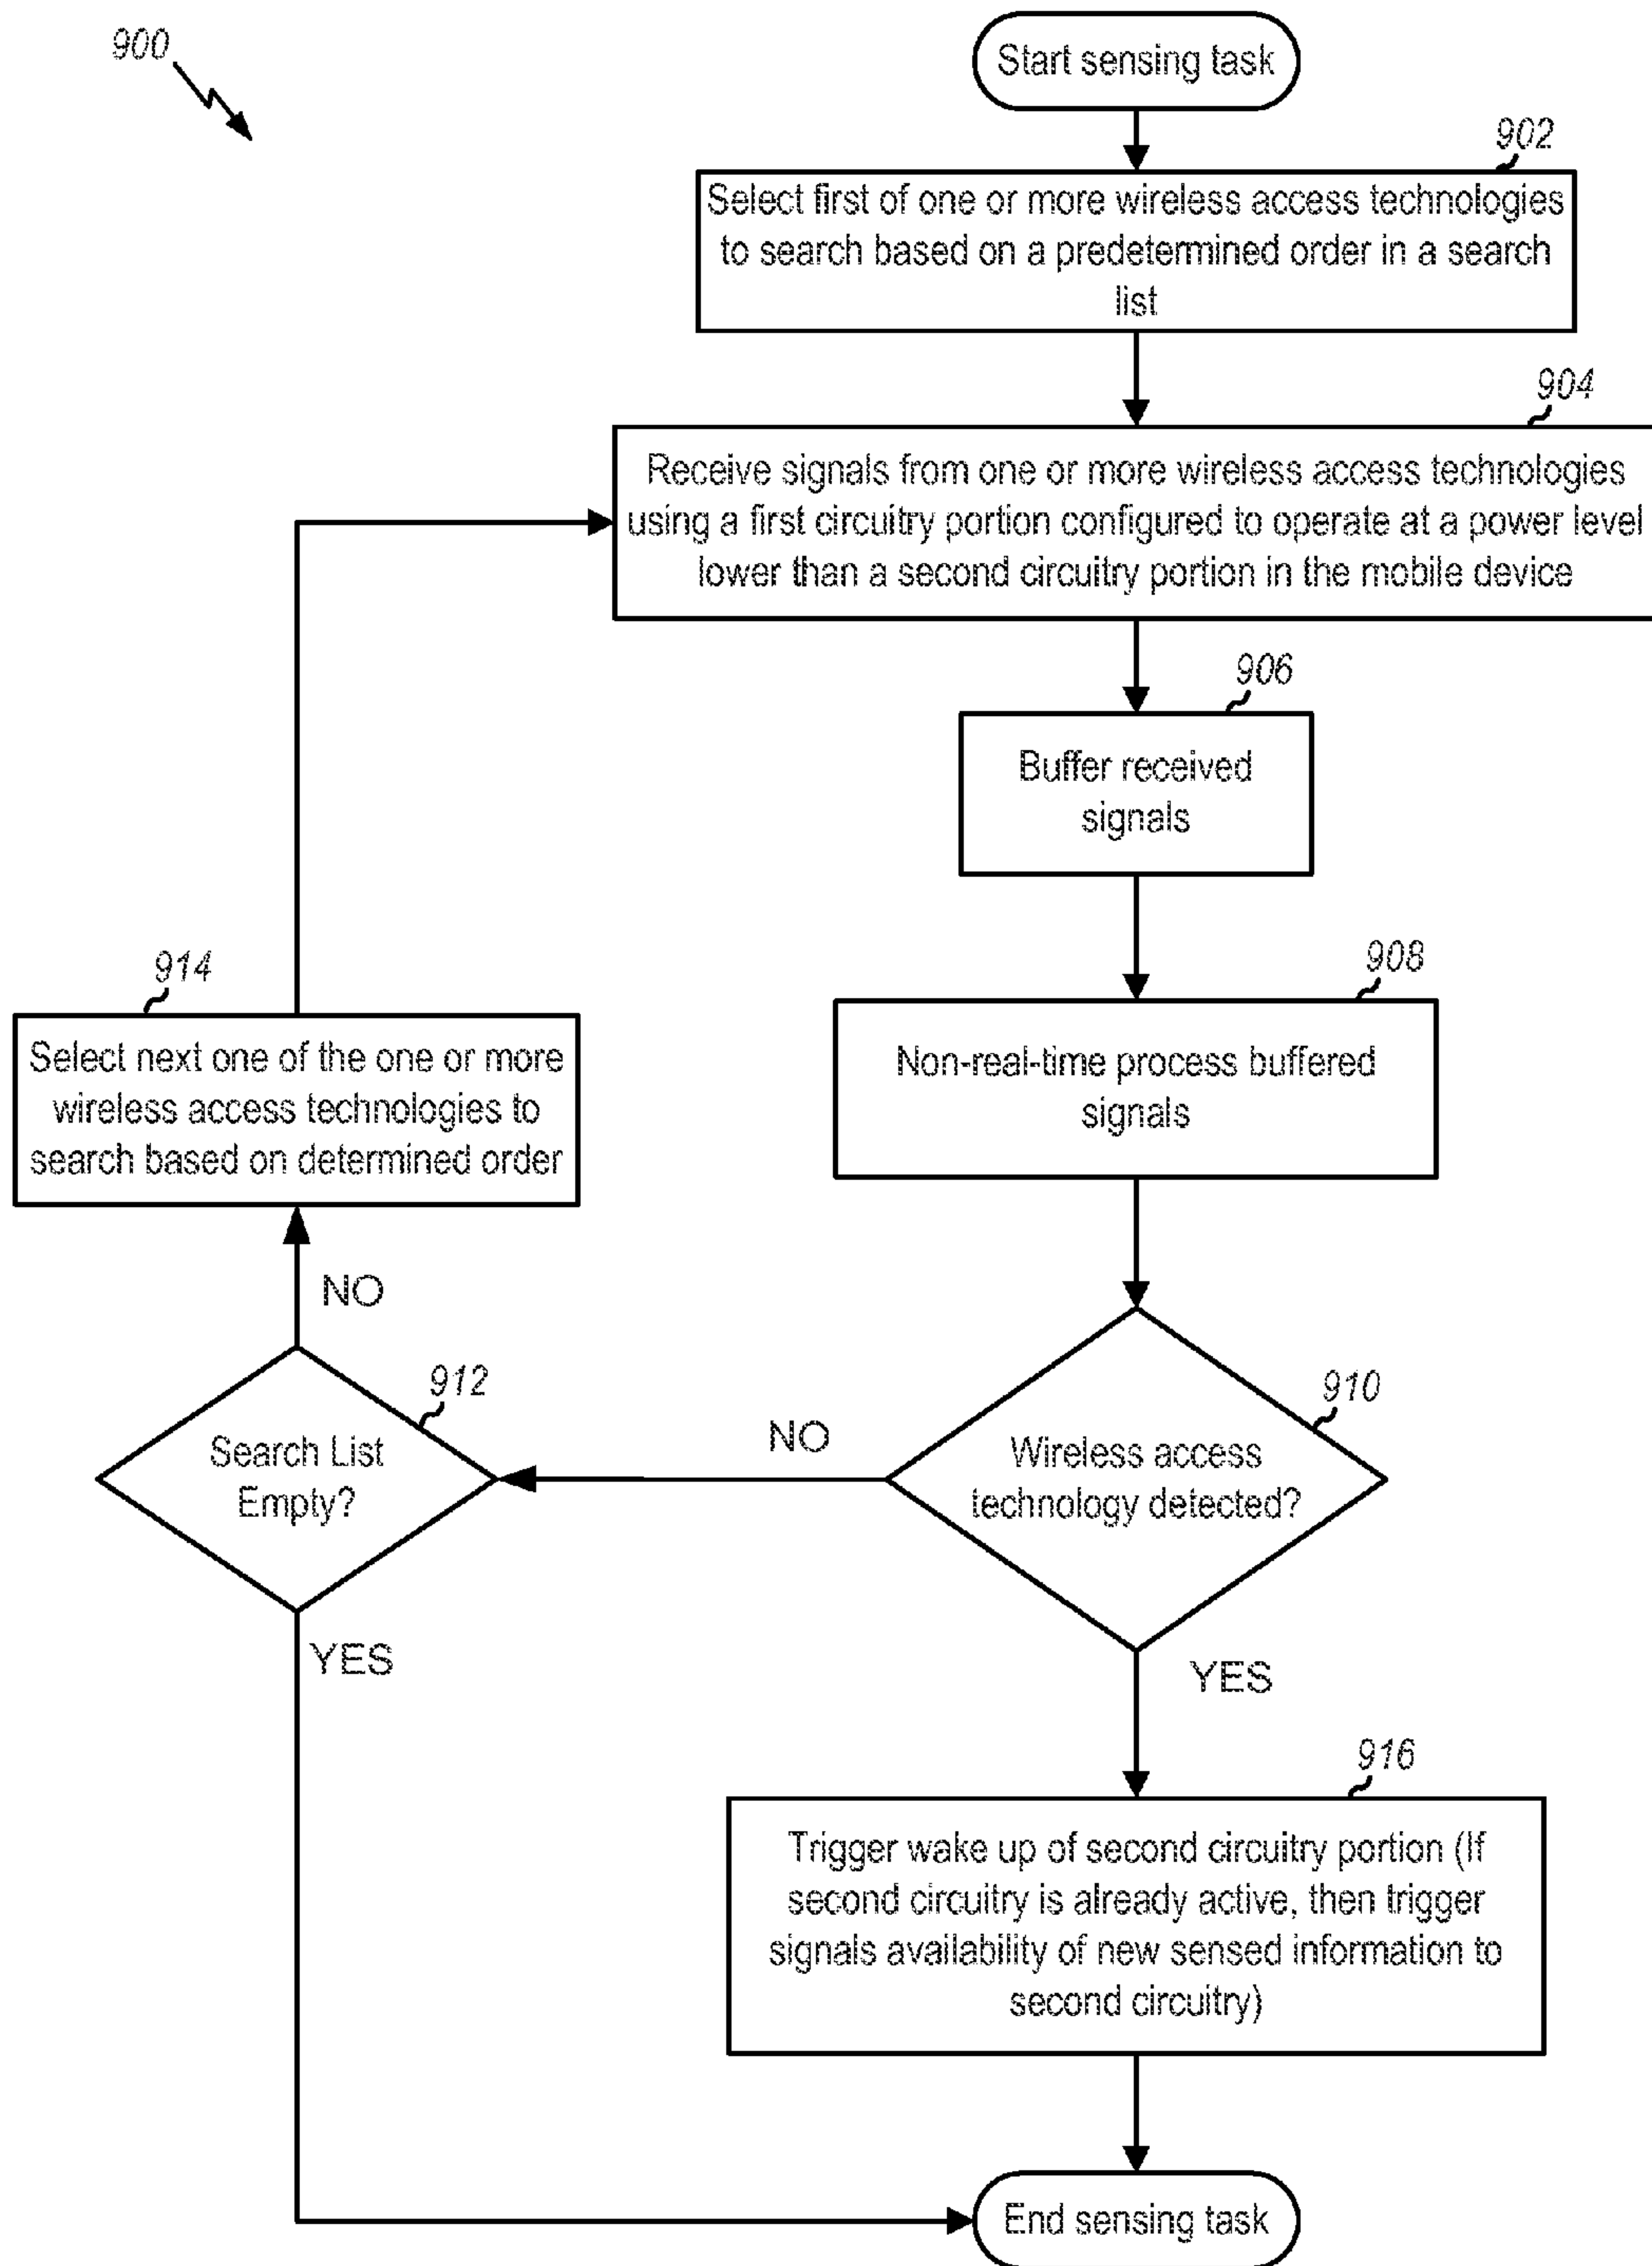 900
Start sensing task
902
Select first of one or more wireless access technologies
to search based on a predetermined order in a search
list
904
Receive signals from one or more wireless access technologies
using a first circuitry portion configured to operate at a power level
lower than a second circuitry portion in the mobile device
906
Buffer received
signals
908
Non-real-time process buffered
signals
914
Select next one of the one or more
wireless access technologies to
search based on determined order
NO
912
Search List
Empty?
YES
NO
910
Wireless access
technology detected?
YES
916
Trigger wake up of second circuitry portion (If
second circuitry is already active, then trigger
signals availability of new sensed information to
second circuitry)
End sensing task